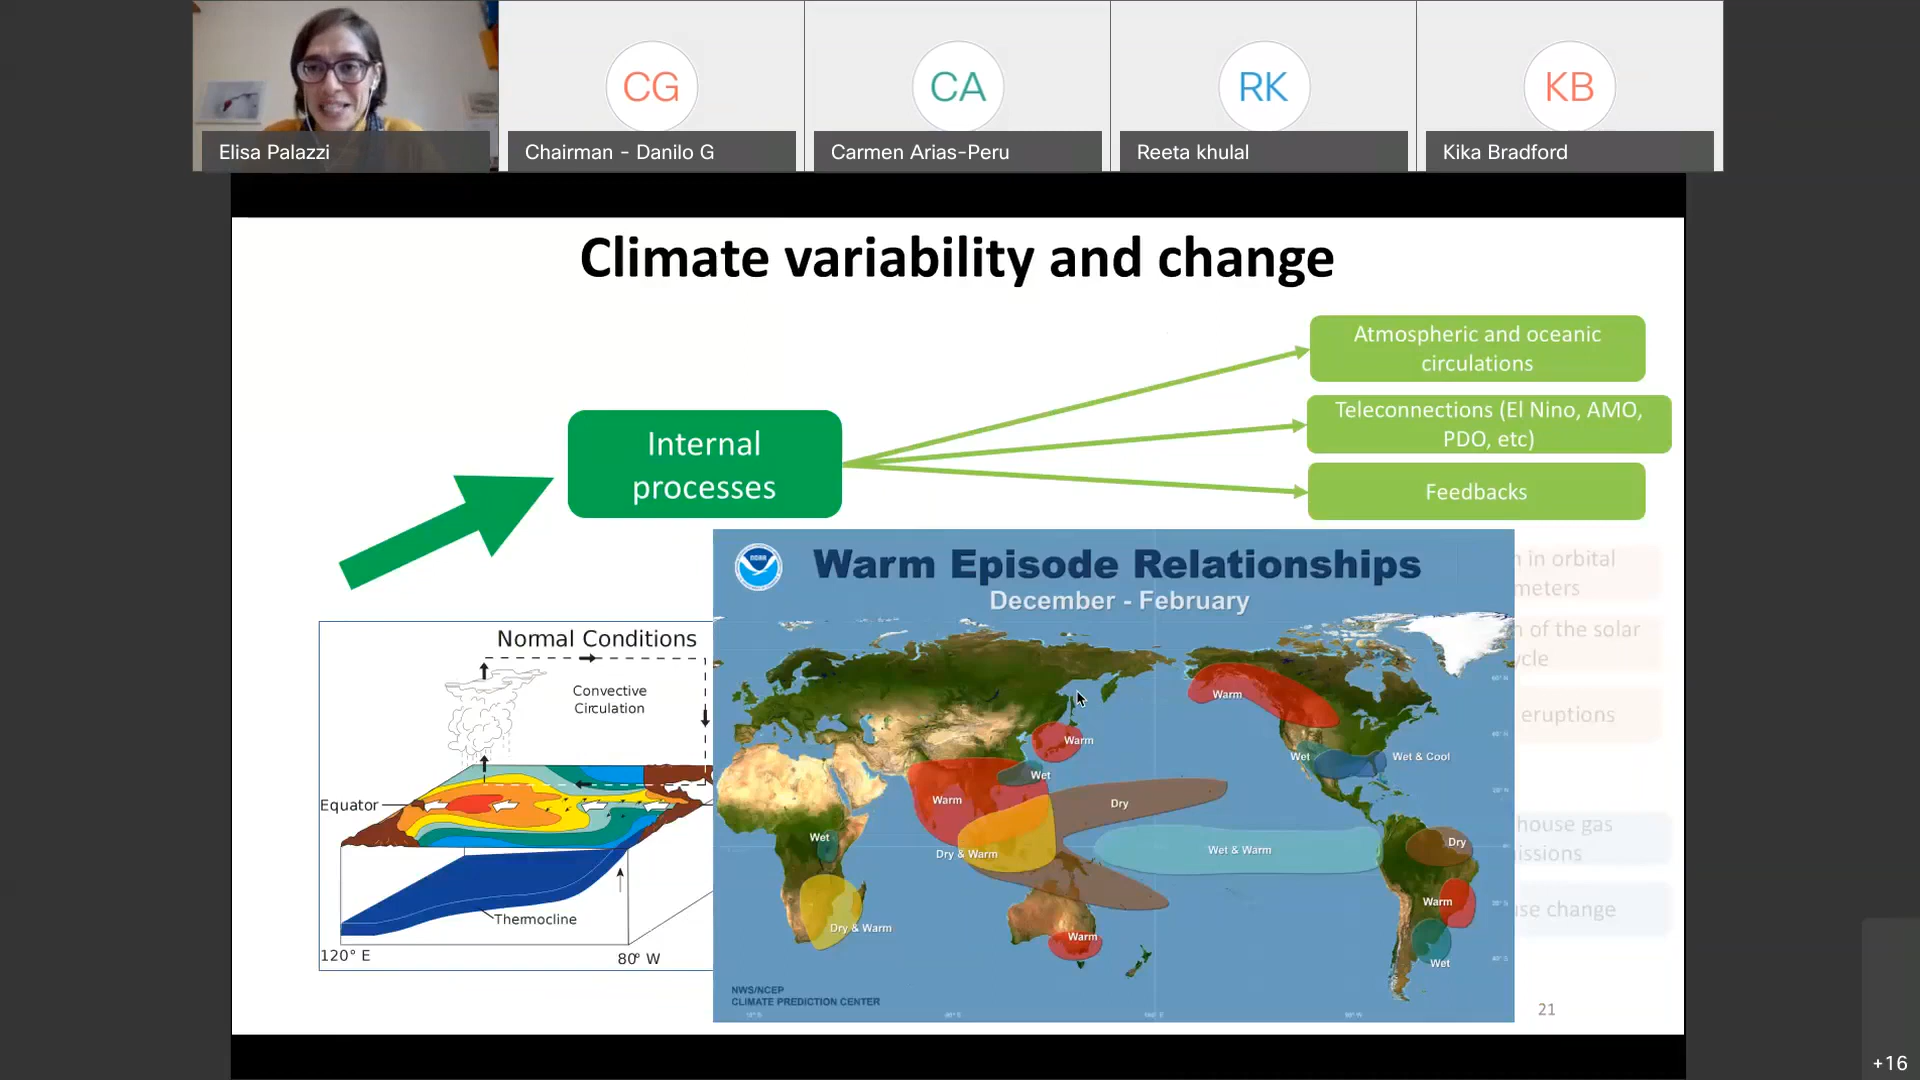 CG
CA
RK
KB
Elisa Palazzi
Chairman - Danilo G
Carmen Arias-Peru
Reeta khulal
Kika Bradford
Climate variability and change
Atmospheric and oceanic
circulations
Internal
processes
Teleconnections (El Nino, AMO,
PDO, etc)
Feedbacks
Warm Episode Relationships
December - February
in orbital
meters
of the solar
eruptions
house gas
issions
change
Normal Conditions
Convective
Circulation
Equator
Thermocline
120° E
80° W
Warm
Warm
Wet
Wet & Cool
Wet
Warm
Dry
Wet
Dry & Warm
Wet & Warm
Dry
Warm
Dry & Warm
Warm
Wet
NWS/NCEP
CLIMATE PREDICTION CENTER
21
+16